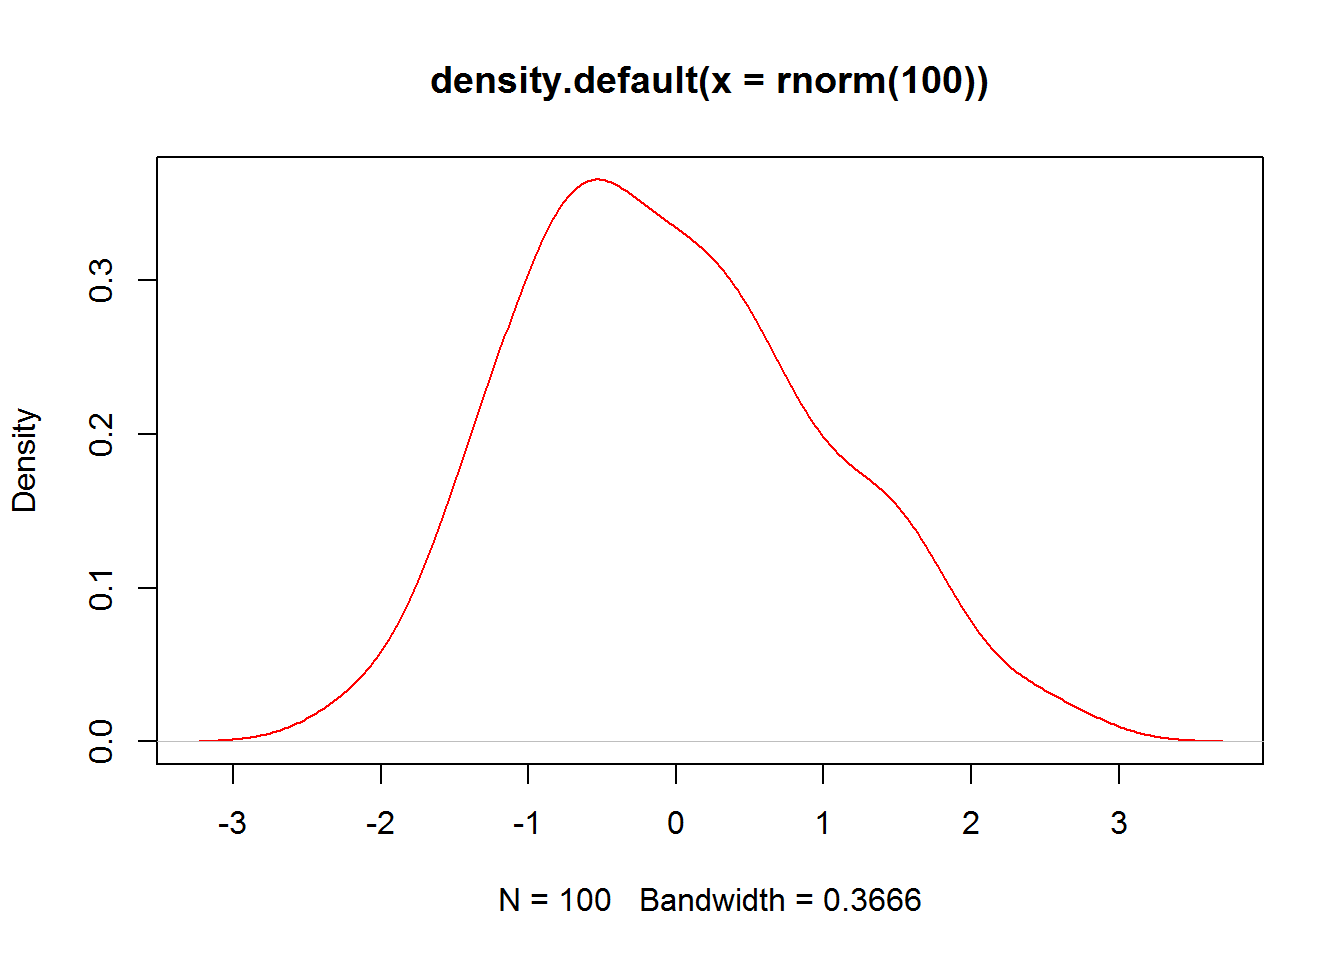 density.default(x = rnorm(100))
Density
0.3
0.2
0.1
0.0
-3 -2 -1 0 1 2 3
N = 100 Bandwidth = 0.3666